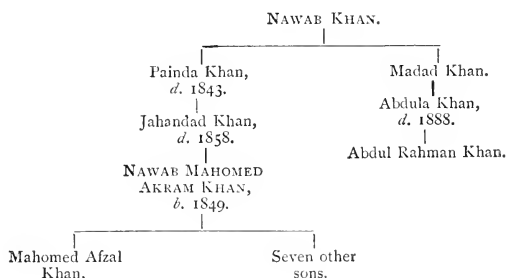 NAWAB KHAN.
Painda Khan,
d. 1843.
Madad Khan.
Jahandad Khan,
d. 1858.
Abdula Khan,
d. 1888.
NAWAB MAHOMED
AKRAM KHAN,
b. 1849.
Abdul Rahman Khan.
Mahomed Afzal
Khan.
Seven other
sons.